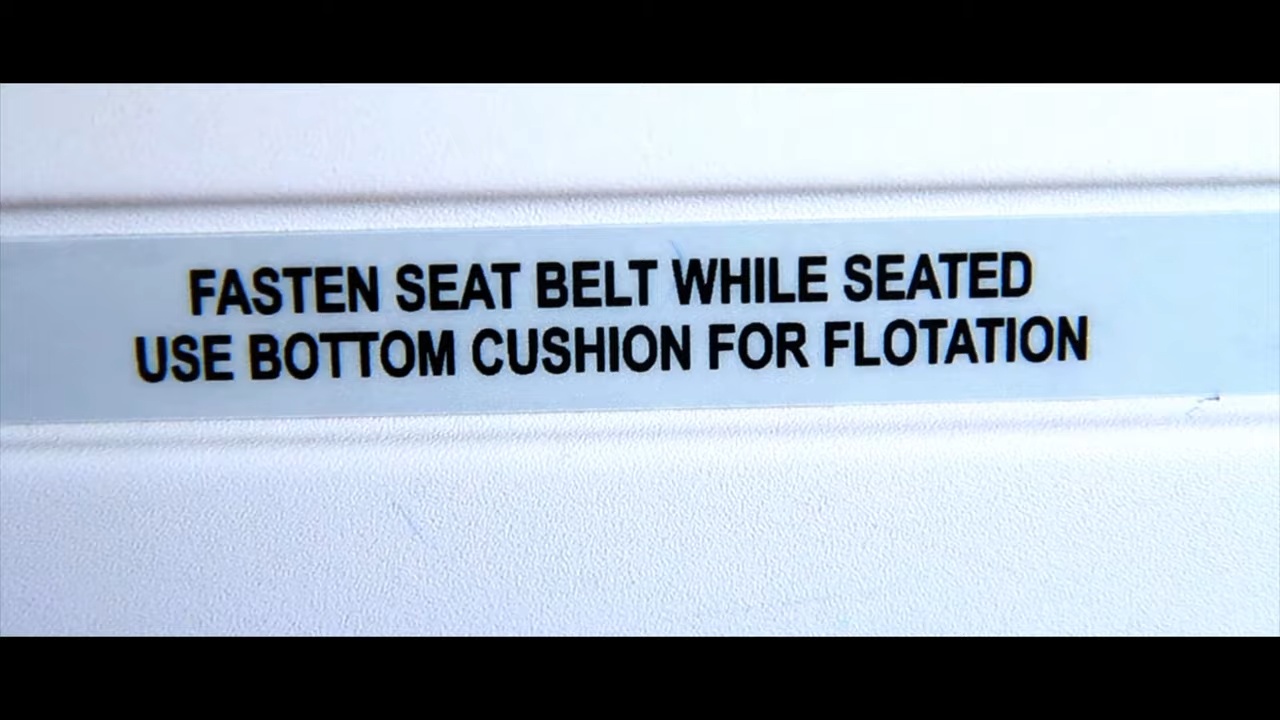 FASTEN SEAT BELT WHILE SEATED
USE BOTTOM CUSHION FOR FLOTATION